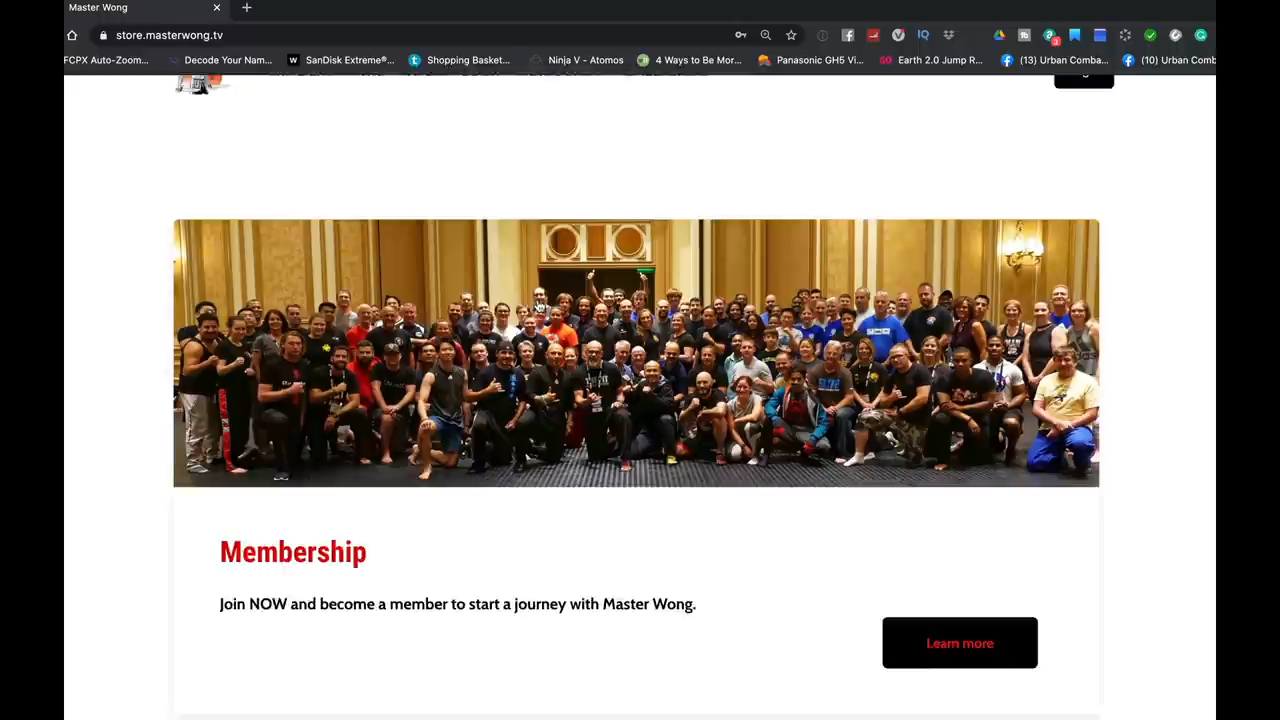 Master Wong
store.masterwong.tv
FCPX Auto-Zoom...
Decode Your Nam...
SanDisk Extreme®...
Shopping Basket...
Ninja V - Atomos
4 Ways to Be Mor...
Panasonic GH5 Vi...
GO Earth 2.0 Jump R...
(13) Urban Comba...
(10) Urban Comb
Membership
Join NOW and become a member to start a journey with Master Wong.
Learn more